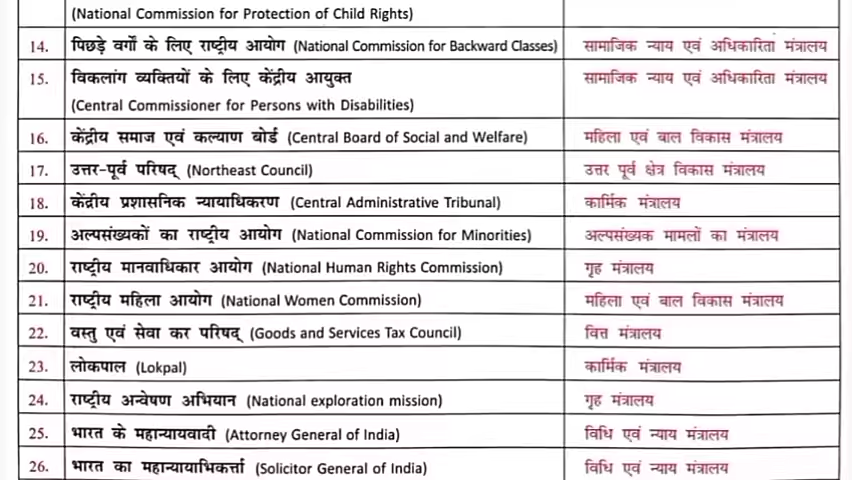 (National Commission for Protection of Child Rights)
14. पिछड़े वर्गों के लिए राष्ट्रीय आयोग (National Commission for Backward Classes) सामाजिक न्याय एवं अधिकारिता मंत्रालय
15. विकलांग व्यक्तियों के लिए केंद्रीय आयुक्त सामाजिक न्याय एवं अधिकारिता मंत्रालय
(Central Commissioner for Persons with Disabilities)
16. केंद्रीय समाज एवं कल्याण बोर्ड (Central Board of Social and Welfare) महिला एवं बाल विकास मंत्रालय
17. उत्तर-पूर्व परिषद् (Northeast Council) उत्तर पूर्व क्षेत्र विकास मंत्रालय
18. केंद्रीय प्रशासनिक न्यायाधिकरण (Central Administrative Tribunal) कार्मिक मंत्रालय
19. अल्पसंख्यकों का राष्ट्रीय आयोग (National Commission for Minorities) अल्पसंख्यक मामलों का मंत्रालय
20. राष्ट्रीय मानवाधिकार आयोग (National Human Rights Commission) गृह मंत्रालय
21. राष्ट्रीय महिला आयोग (National Women Commission) महिला एवं बाल विकास मंत्रालय
22. वस्तु एवं सेवा कर परिषद् (Goods and Services Tax Council) वित्त मंत्रालय
23. लोकपाल (Lokpal) कार्मिक मंत्रालय
24. राष्ट्रीय अन्वेषण अभियान (National exploration mission) गृह मंत्रालय
25. भारत के महान्यायवादी (Attorney General of India) विधि एवं न्याय मंत्रालय
26. भारत का महान्यायाभिकर्त्ता (Solicitor General of India) विधि एवं न्याय मंत्रालय